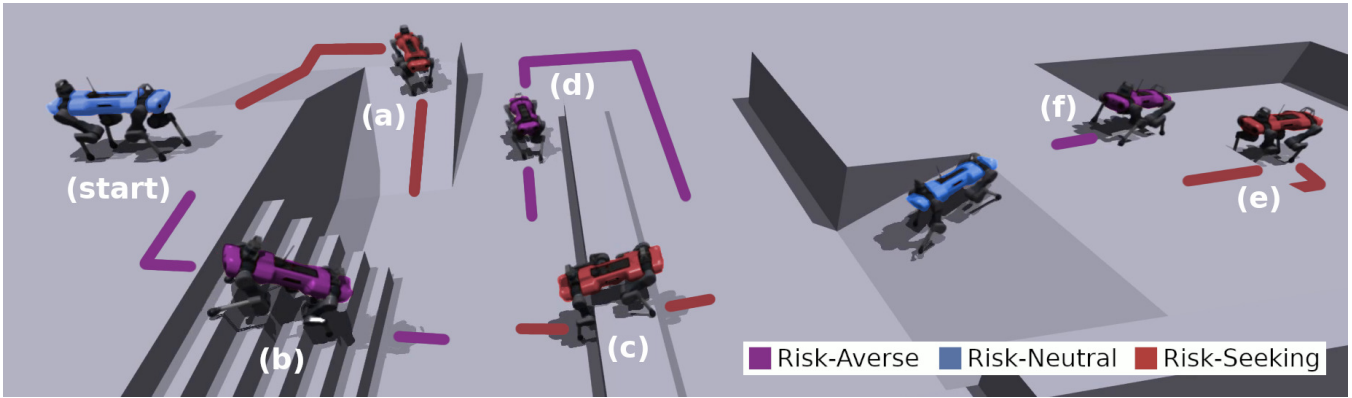 (a)
(d)
(f)
(start)
(e)
(b)
(c)
Risk-Averse Risk-Neutral Risk-Seeking